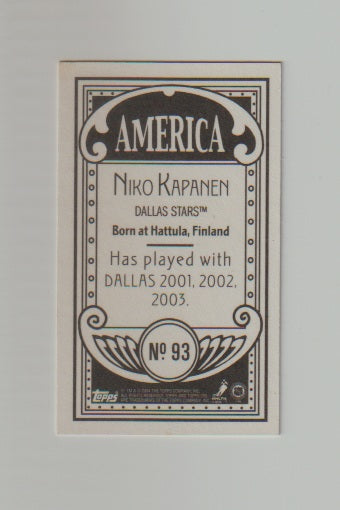 AMERICA
NIKO KAPANEN
DALLAS STARS™
Born at Hattula, Finland
Has played with
DALLAS 2001, 2002,
2003.
Nº 93
Topps